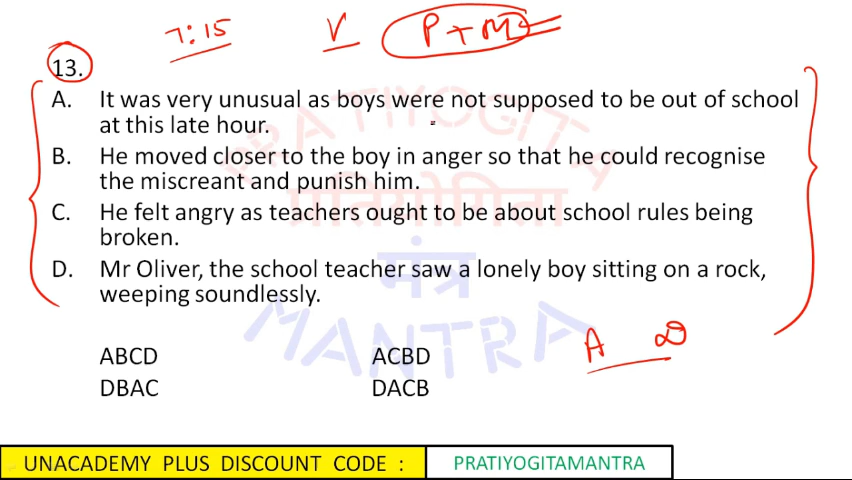 7:15 V P+M
13.
A. It was very unusual as boys were not supposed to be out of school
at this late hour.
B. He moved closer to the boy in anger so that he could recognise
the miscreant and punish him.
C. He felt angry as teachers ought to be about school rules being
broken.
D. Mr Oliver, the school teacher saw a lonely boy sitting on a rock,
weeping soundlessly.
A D
ABCD ACBD
DBAC DACB
PRATIYOGITA
प्रतियोगिता
मंत्र
MANTRA
UNACADEMY PLUS DISCOUNT CODE : PRATIYOGITAMANTRA